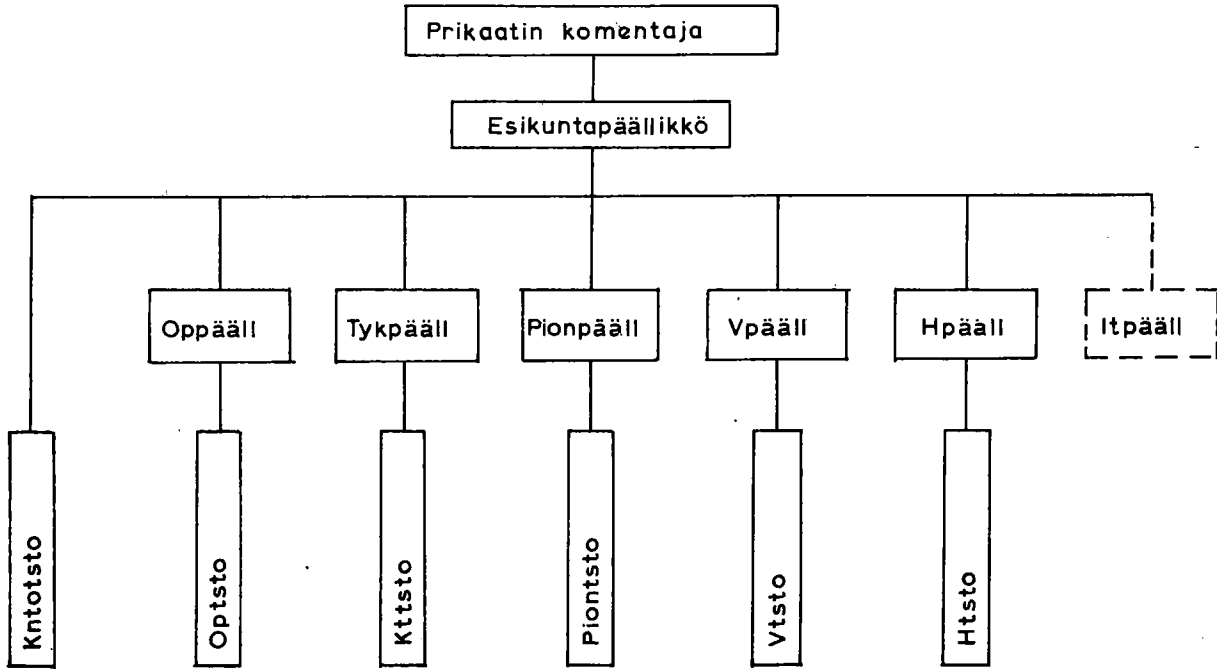 Prikaatin komentaja
Esikuntapäällikkö
Oppääll
Tykpääll
Pionpääll
Vpääll
Hpääll
Itpääll
Kntotsto
Optsto
Kttsto
Piontsto
Vtsto
Htsto